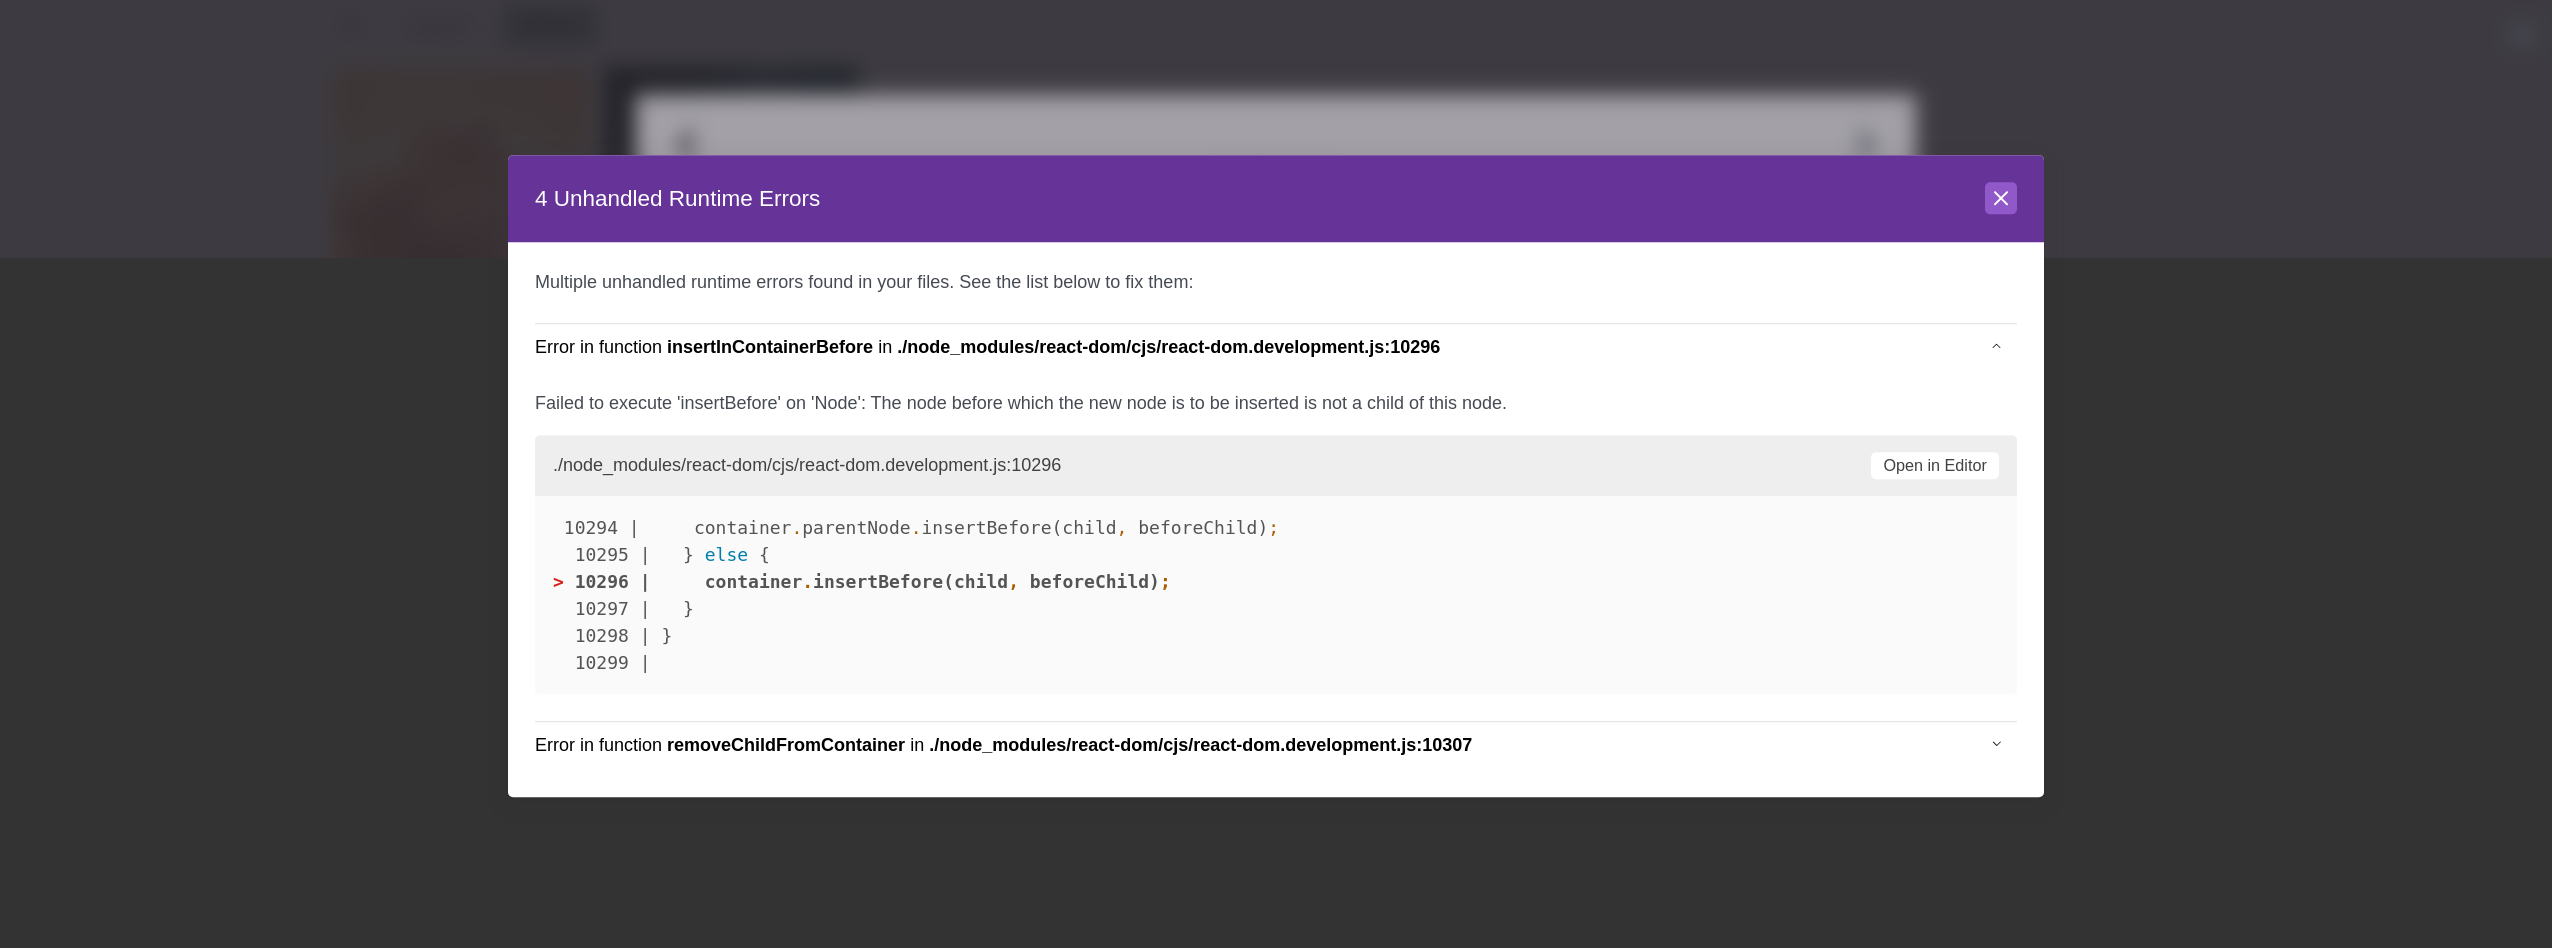 4 Unhandled Runtime Errors
Multiple unhandled runtime errors found in your files. See the list below to fix them:
Error in function insertInContainerBefore in ./node_modules/react-dom/cjs/react-dom.development.js:10296
Failed to execute 'insertBefore' on 'Node': The node before which the new node is to be inserted is not a child of this node.
./node_modules/react-dom/cjs/react-dom.development.js:10296
Open in Editor
10294 |     container.parentNode.insertBefore(child, beforeChild);
  10295 |   } else {
> 10296 |     container.insertBefore(child, beforeChild);
  10297 |   }
  10298 | }
  10299 |
Error in function removeChildFromContainer in ./node_modules/react-dom/cjs/react-dom.development.js:10307